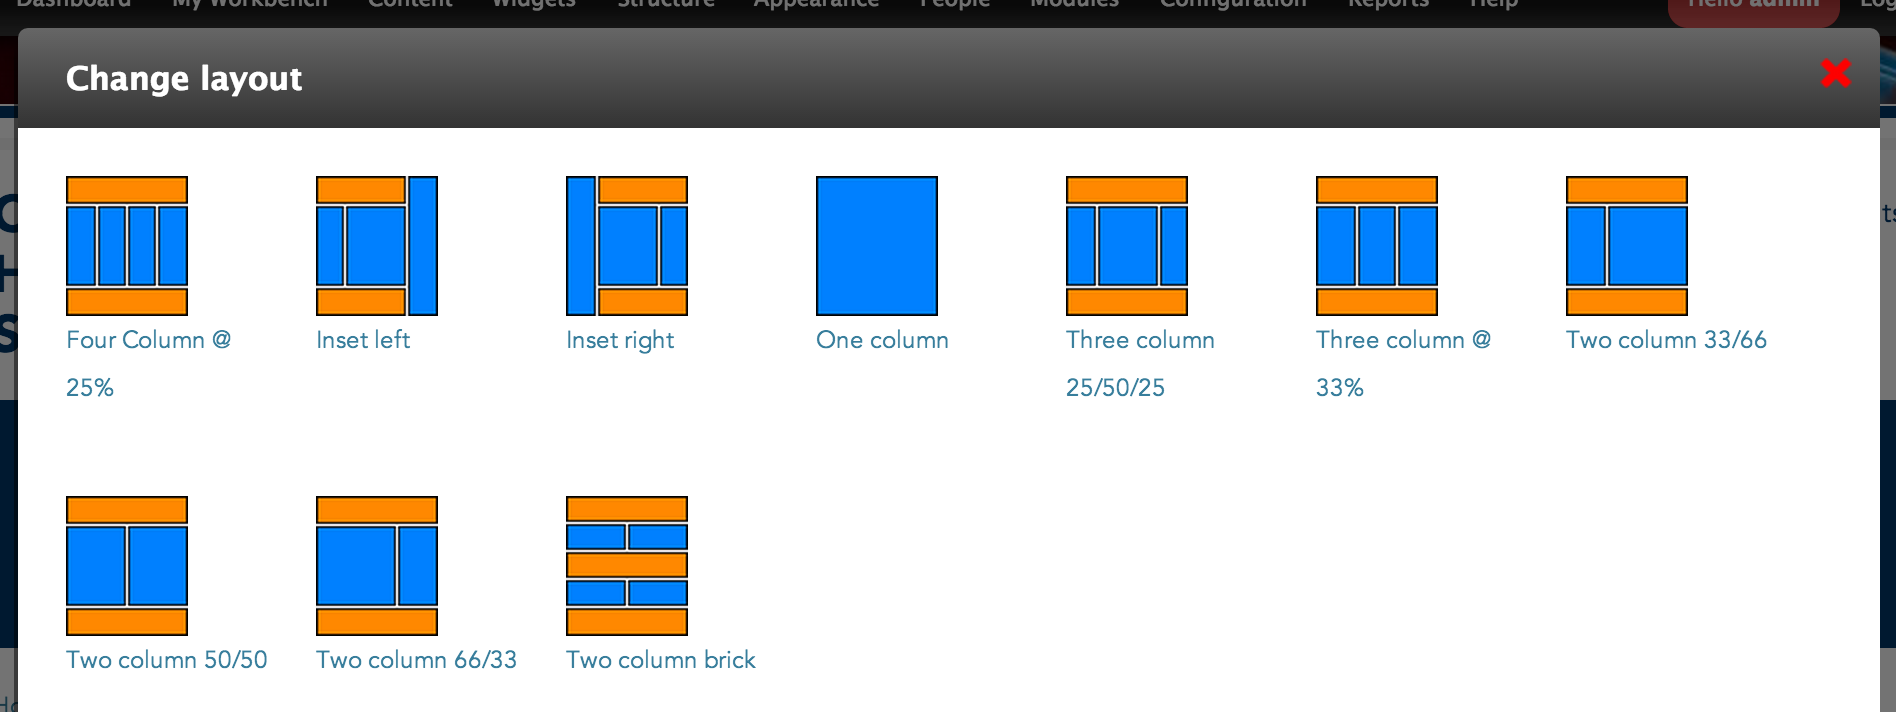 Dashboard My Workbench Content Widgets Structure Appearance People Modules Configuration Reports Help Hello admin
Change layout
Four Column @
25%
Inset left
Inset right
One column
Three column
25/50/25
Three column @
33%
Two column 33/66
Two column 50/50
Two column 66/33
Two column brick